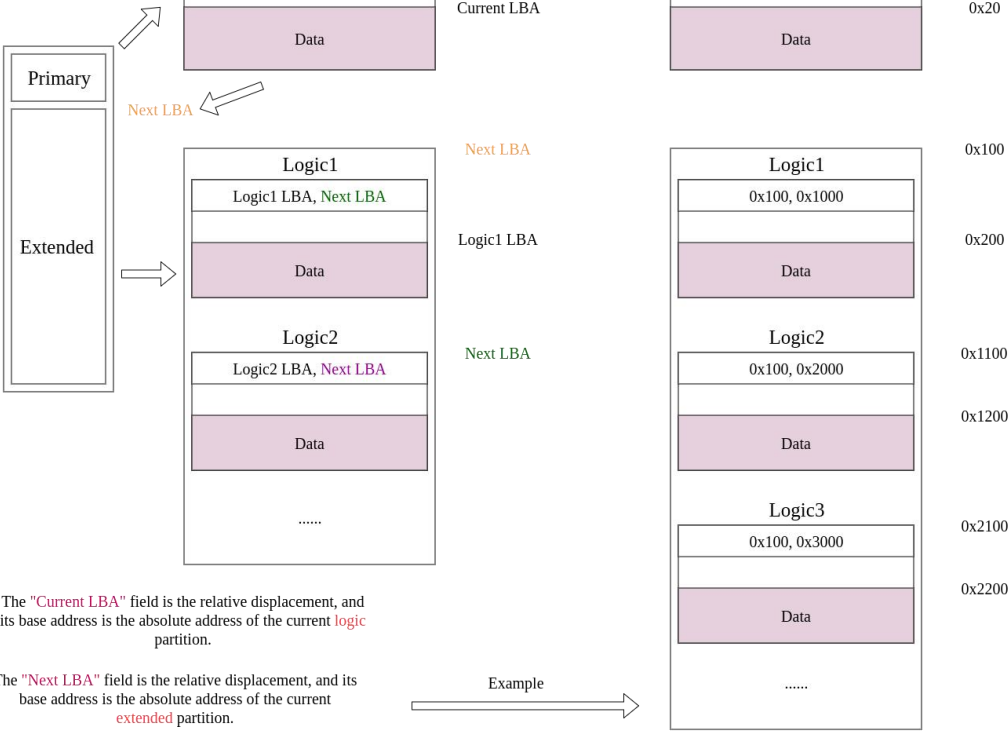 Current LBA
0x20
Data
Data
Primary
Next LBA
Extended
Logic1
Logic1 LBA, Next LBA
Data
Logic2
Logic2 LBA, Next LBA
Data
......
Next LBA
Logic1 LBA
Next LBA
Logic1
0x100, 0x1000
Data
Logic2
0x100, 0x2000
Data
Logic3
0x100, 0x3000
Data
......
0x100
0x200
0x1100
0x1200
0x2100
0x2200
The "Current LBA" field is the relative displacement, and
its base address is the absolute address of the current logic
partition.
The "Next LBA" field is the relative displacement, and its
base address is the absolute address of the current
extended partition.
Example